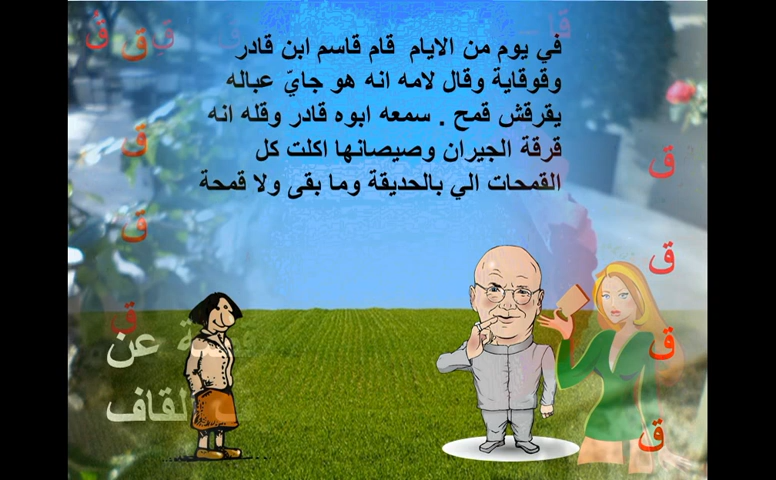 في يوم من الايام قام قاسم ابن قادر
وقوقاية وقال لامه انه هو جايّ عباله
يقرقش قمح . سمعه ابوه قادر وقله انه
قرقة الجيران وصيصانها اكلت كل
القمحات الي بالحديقة وما بقى ولا قمحة
قَا
قَ
قِ
قُ
ق
ق
ق
ق
ق
ق
ق
ق
قصة عن
القاف